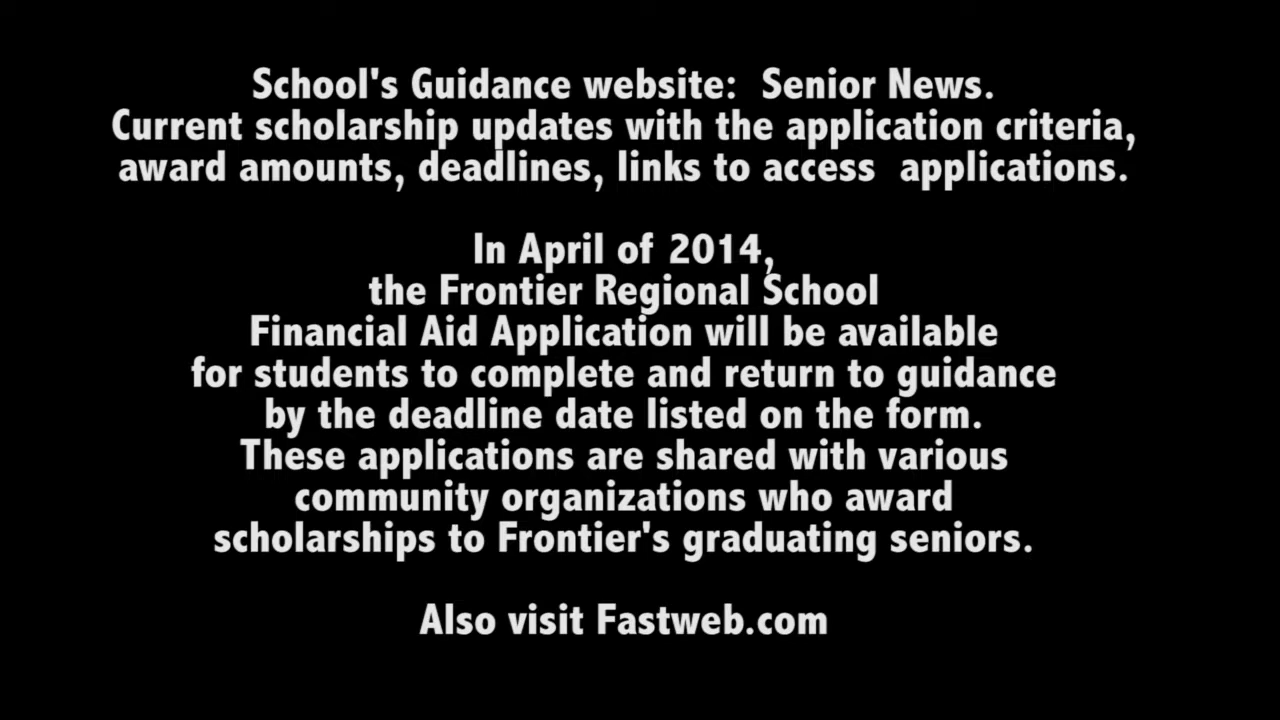 School's Guidance website:  Senior News.
Current scholarship updates with the application criteria,
award amounts, deadlines, links to access  applications.
In April of 2014,
the Frontier Regional School
Financial Aid Application will be available
for students to complete and return to guidance
by the deadline date listed on the form.
These applications are shared with various
community organizations who award
scholarships to Frontier's graduating seniors.
Also visit Fastweb.com